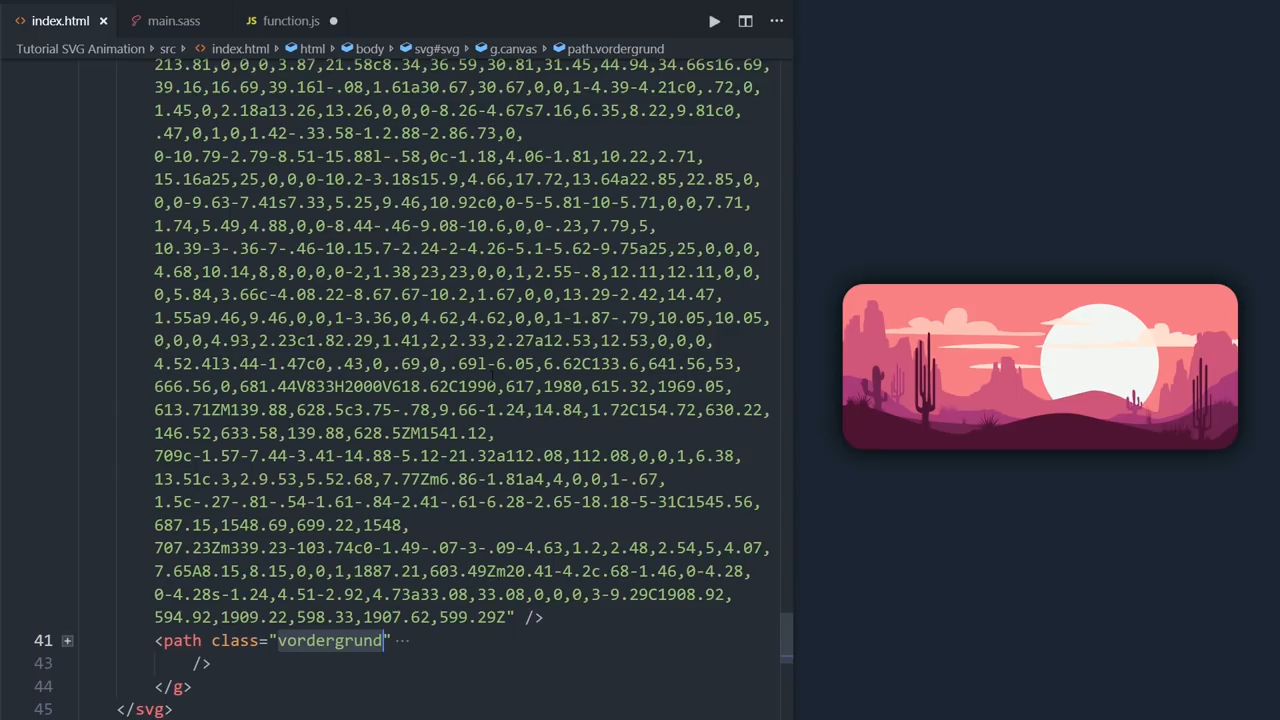 index.html × main.sass JS function.js ●
Tutorial SVG Animation › src › index.html › html › body › svg#svg › g.canvas › path.vordergrund
213.81,0,0,0,3.87,21.58c8.34,36.59,30.81,31.45,44.94,34.66s16.69,
39.16,16.69,39.16l-.08,1.61a30.67,30.67,0,0,1-4.39-4.21c0,.72,0,
1.45,0,2.18a13.26,13.26,0,0,0-8.26-4.67s7.16,6.35,8.22,9.81c0,
.47,0,1,0,1.42-.33.58-1.2.88-2.86.73,0,
0-10.79-2.79-8.51-15.88l-.58,0c-1.18,4.06-1.81,10.22,2.71,
15.16a25,25,0,0,0-10.2-3.18s15.9,4.66,17.72,13.64a22.85,22.85,0,
0,0-9.63-7.41s7.33,5.25,9.46,10.92c0,0-5-5.81-10-5.71,0,0,7.71,
1.74,5.49,4.88,0,0-8.44-.46-9.08-10.6,0,0-.23,7.79,5,
10.39-3-.36-7-.46-10.15.7-2.24-2-4.26-5.1-5.62-9.75a25,25,0,0,0,
4.68,10.14,8,8,0,0,0-2,1.38,23,23,0,0,1,2.55-.8,12.11,12.11,0,0,
0,5.84,3.66c-4.08.22-8.67.67-10.2,1.67,0,0,13.29-2.42,14.47,
1.55a9.46,9.46,0,0,1-3.36,0,4.62,4.62,0,0,1-1.87-.79,10.05,10.05,
0,0,0,4.93,2.23c1.82.29,1.41,2,2.33,2.27a12.53,12.53,0,0,0,
4.52.4l3.44-1.47c0,.43,0,.69,0,.69l-6.05,6.62C133.6,641.56,53,
666.56,0,681.44V833H2000V618.62C1990,617,1980,615.32,1969.05,
613.71ZM139.88,628.5c3.75-.78,9.66-1.24,14.84,1.72C154.72,630.22,
146.52,633.58,139.88,628.5ZM1541.12,
709c-1.57-7.44-3.41-14.88-5.12-21.32a112.08,112.08,0,0,1,6.38,
13.51c.3,2.9.53,5.52.68,7.77Zm6.86-1.81a4,4,0,0,1-.67,
1.5c-.27-.81-.54-1.61-.84-2.41-.61-6.28-2.65-18.18-5-31C1545.56,
687.15,1548.69,699.22,1548,
707.23Zm339.23-103.74c0-1.49-.07-3-.09-4.63,1.2,2.48,2.54,5,4.07,
7.65A8.15,8.15,0,0,1,1887.21,603.49Zm20.41-4.2c.68-1.46,0-4.28,
0-4.28s-1.24,4.51-2.92,4.73a33.08,33.08,0,0,0,3-9.29C1908.92,
594.92,1909.22,598.33,1907.62,599.29Z" />
41 <path class="vordergrund" ···
43 />
44 </g>
45 </svg>